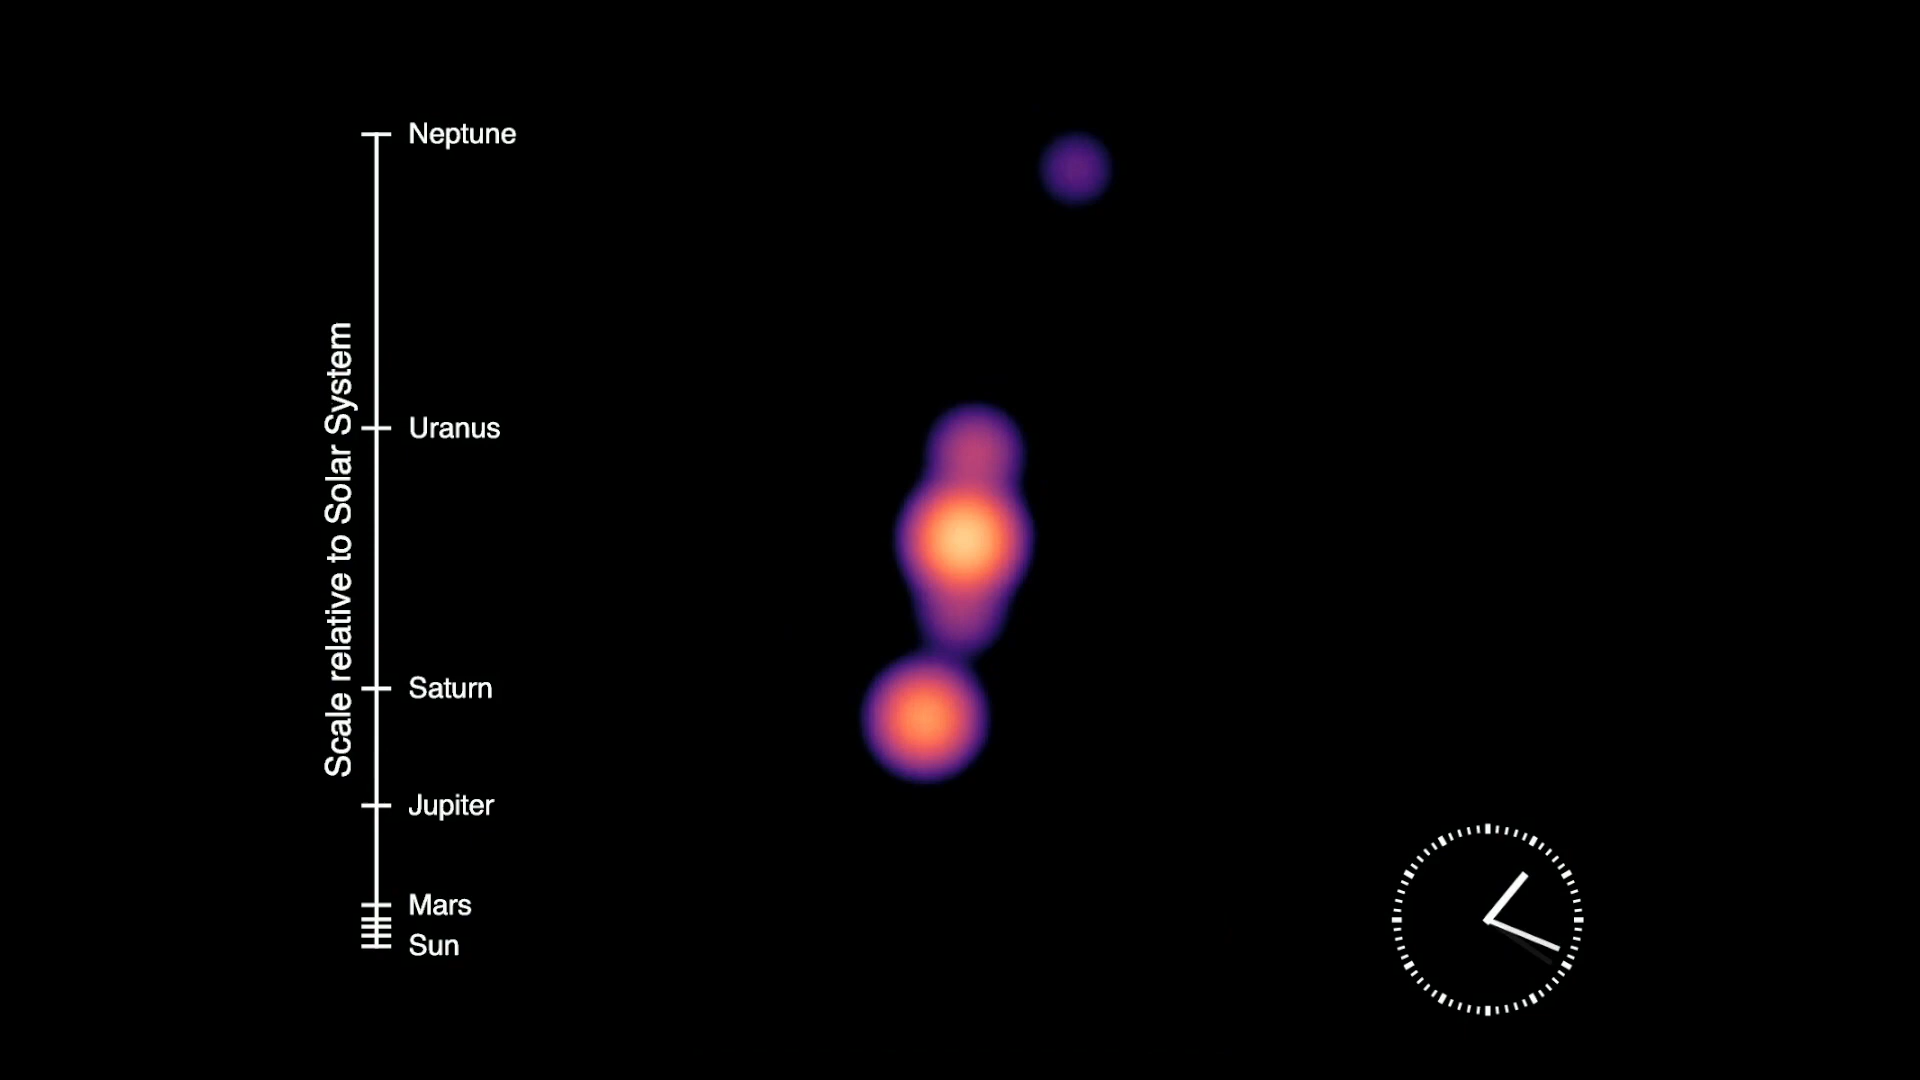 Neptune
Uranus
Scale relative to Solar System
Saturn
Jupiter
Mars
Sun